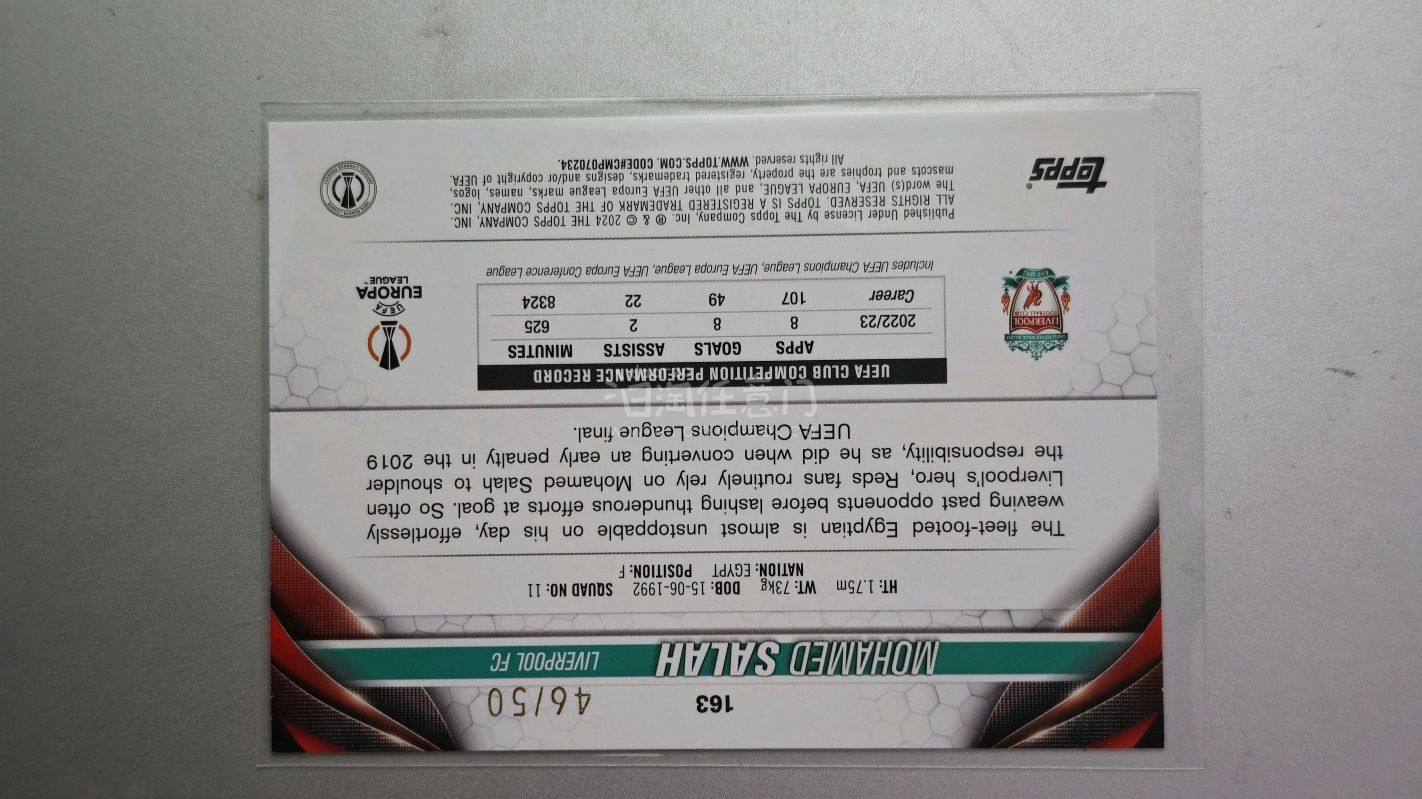 163
46/50
MOHAMED SALAH
LIVERPOOL FC
HT: 1.75m WT: 73kg DOB: 15-06-1992 SQUAD NO: 11
NATION: EGYPT POSITION: F
The fleet-footed Egyptian is almost unstoppable on his day, effortlessly
weaving past opponents before lashing thunderous efforts at goal. So often
Liverpool's hero, Reds fans routinely rely on Mohamed Salah to shoulder
the responsibility, as he did when converting an early penalty in the 2019
UEFA Champions League final.
UEFA CLUB COMPETITION PERFORMANCE RECORD
APPS GOALS ASSISTS MINUTES
2022/23 8 8 2 625
Career 107 49 22 8324
Includes UEFA Champions League, UEFA Europa League, UEFA Europa Conference League
LIVERPOOL
FOOTBALL CLUB
UEFA
EUROPA
LEAGUE™
Published Under License by The Topps Company, Inc. ® & © 2024 THE TOPPS COMPANY, INC.
ALL RIGHTS RESERVED. TOPPS IS A REGISTERED TRADEMARK OF THE TOPPS COMPANY, INC.
The word(s) UEFA, EUROPA LEAGUE, and all other UEFA Europa League marks, names, logos,
mascots and trophies are the property, registered trademarks, designs and/or copyright of UEFA.
All rights reserved. WWW.TOPPS.COM. CODE#CMP070234.
topps®
任意门